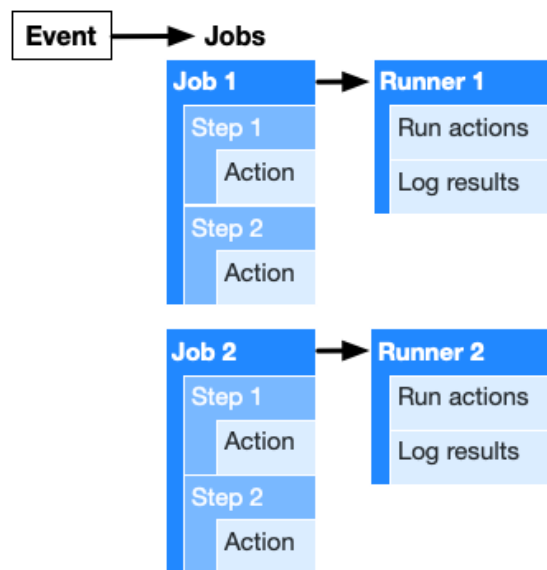 Event
Jobs
Job 1
Runner 1
Step 1
Run actions
Action
Log results
Step 2
Action
Job 2
Runner 2
Step 1
Run actions
Action
Log results
Step 2
Action